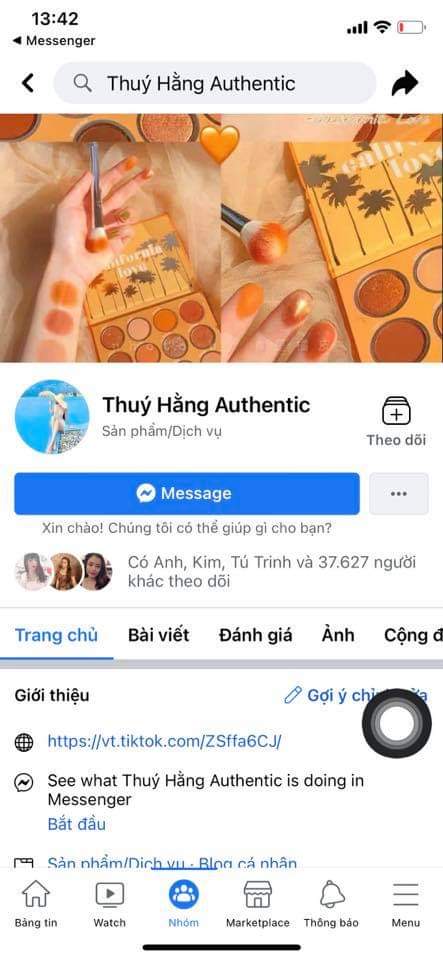 13:42
Messenger
Thuý Hằng Authentic
california
love
california
love
Thuý Hằng Authentic
Sản phẩm/Dịch vụ
Theo dõi
Message
Xin chào! Chúng tôi có thể giúp gì cho bạn?
Có Anh, Kim, Tú Trinh và 37.627 người
khác theo dõi
Trang chủ
Bài viết
Đánh giá
Ảnh
Cộng đ
Giới thiệu
Gợi ý
https://vt.tiktok.com/ZSffa6CJ/
See what Thuý Hằng Authentic is doing in
Messenger
Bắt đầu
Sản phẩm/Dịch vụ · Blog cá nhân
Bảng tin
Watch
Nhóm
Marketplace
Thông báo
Menu